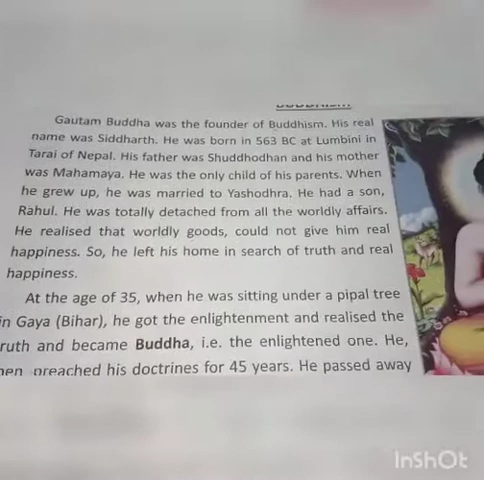 Gautam Buddha was the founder of Buddhism. His real
name was Siddharth. He was born in 563 BC at Lumbini in
Tarai of Nepal. His father was Shuddhodhan and his mother
was Mahamaya. He was the only child of his parents. When
he grew up, he was married to Yashodhra. He had a son,
Rahul. He was totally detached from all the worldly affairs.
He realised that worldly goods, could not give him real
happiness. So, he left his home in search of truth and real
happiness.
At the age of 35, when he was sitting under a pipal tree
in Gaya (Bihar), he got the enlightenment and realised the
ruth and became Buddha, i.e. the enlightened one. He,
hen preached his doctrines for 45 years. He passed away
InShOt